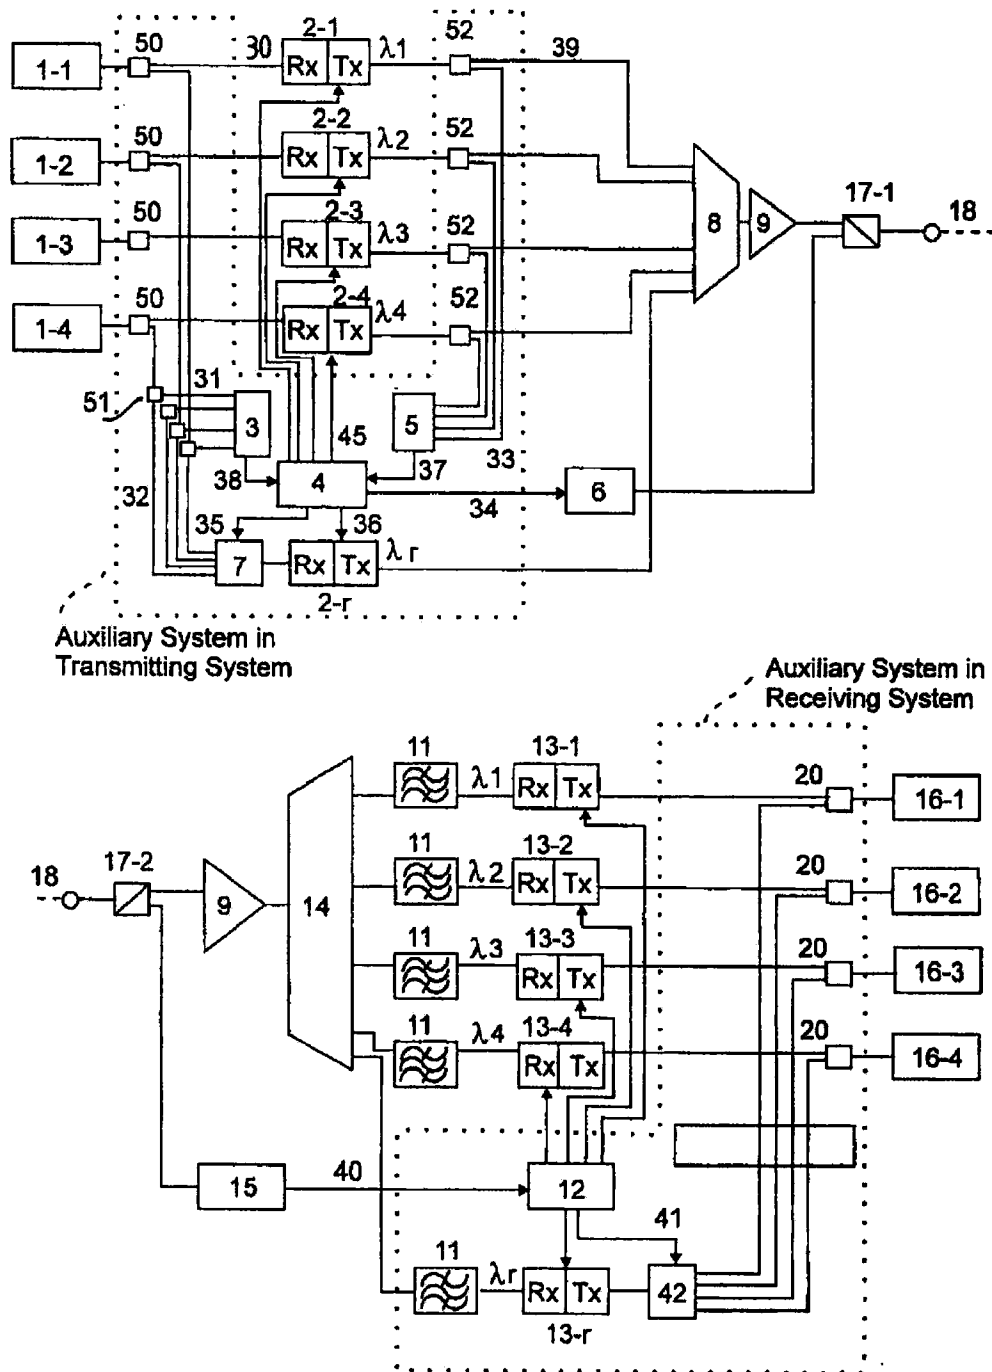 2-1
52
50
30
Rx Tx
λ1
39
1-1
2-2
50
52
Rx Tx
λ2
1-2
2-3
50
52
17-1
18
Rx Tx
λ3
8
9
1-3
2-4
50
52
Rx Tx
λ4
1-4
31
51
3
5
45
33
38
37
4
32
34
6
35
36
7
Rx Tx
λr
2-r
Auxiliary System in
Transmitting System
Auxiliary System in
Receiving System
11
13-1
20
λ1
Rx Tx
16-1
11
13-2
20
17-2
18
λ2
Rx Tx
16-2
9
14
11
13-3
20
λ3
Rx Tx
16-3
11
13-4
20
λ4
Rx Tx
16-4
40
15
12
41
11
λr
Rx Tx
42
13-r